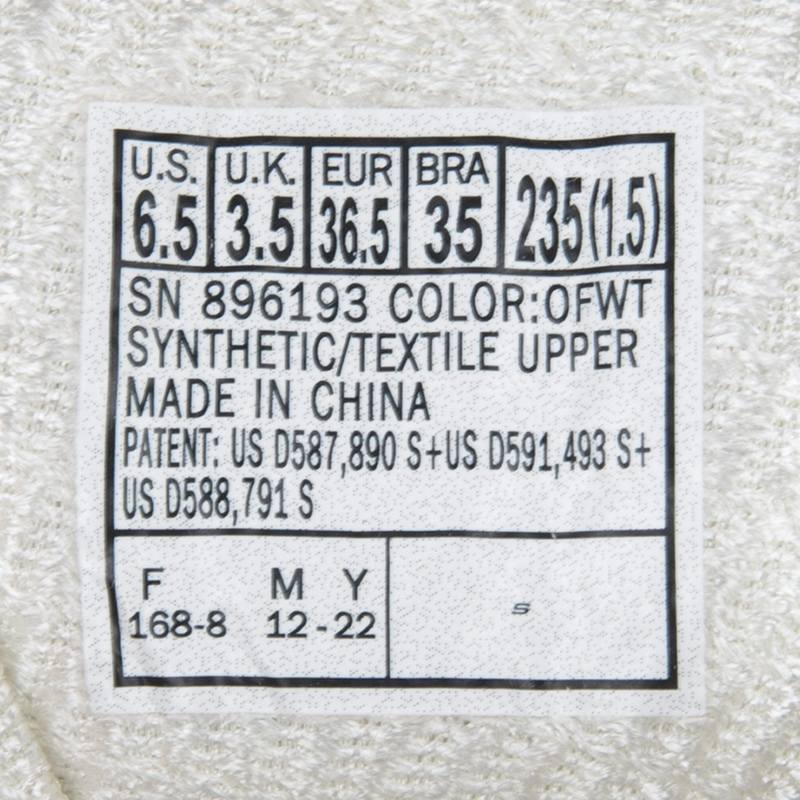 U.S. U.K. EUR BRA
6.5 3.5 36.5 35 235(1.5)
SN 896193 COLOR:OFWT
SYNTHETIC/TEXTILE UPPER
MADE IN CHINA
PATENT: US D587,890 S+US D591,493 S+
US D588,791 S
F M Y
168-8 12-22
S